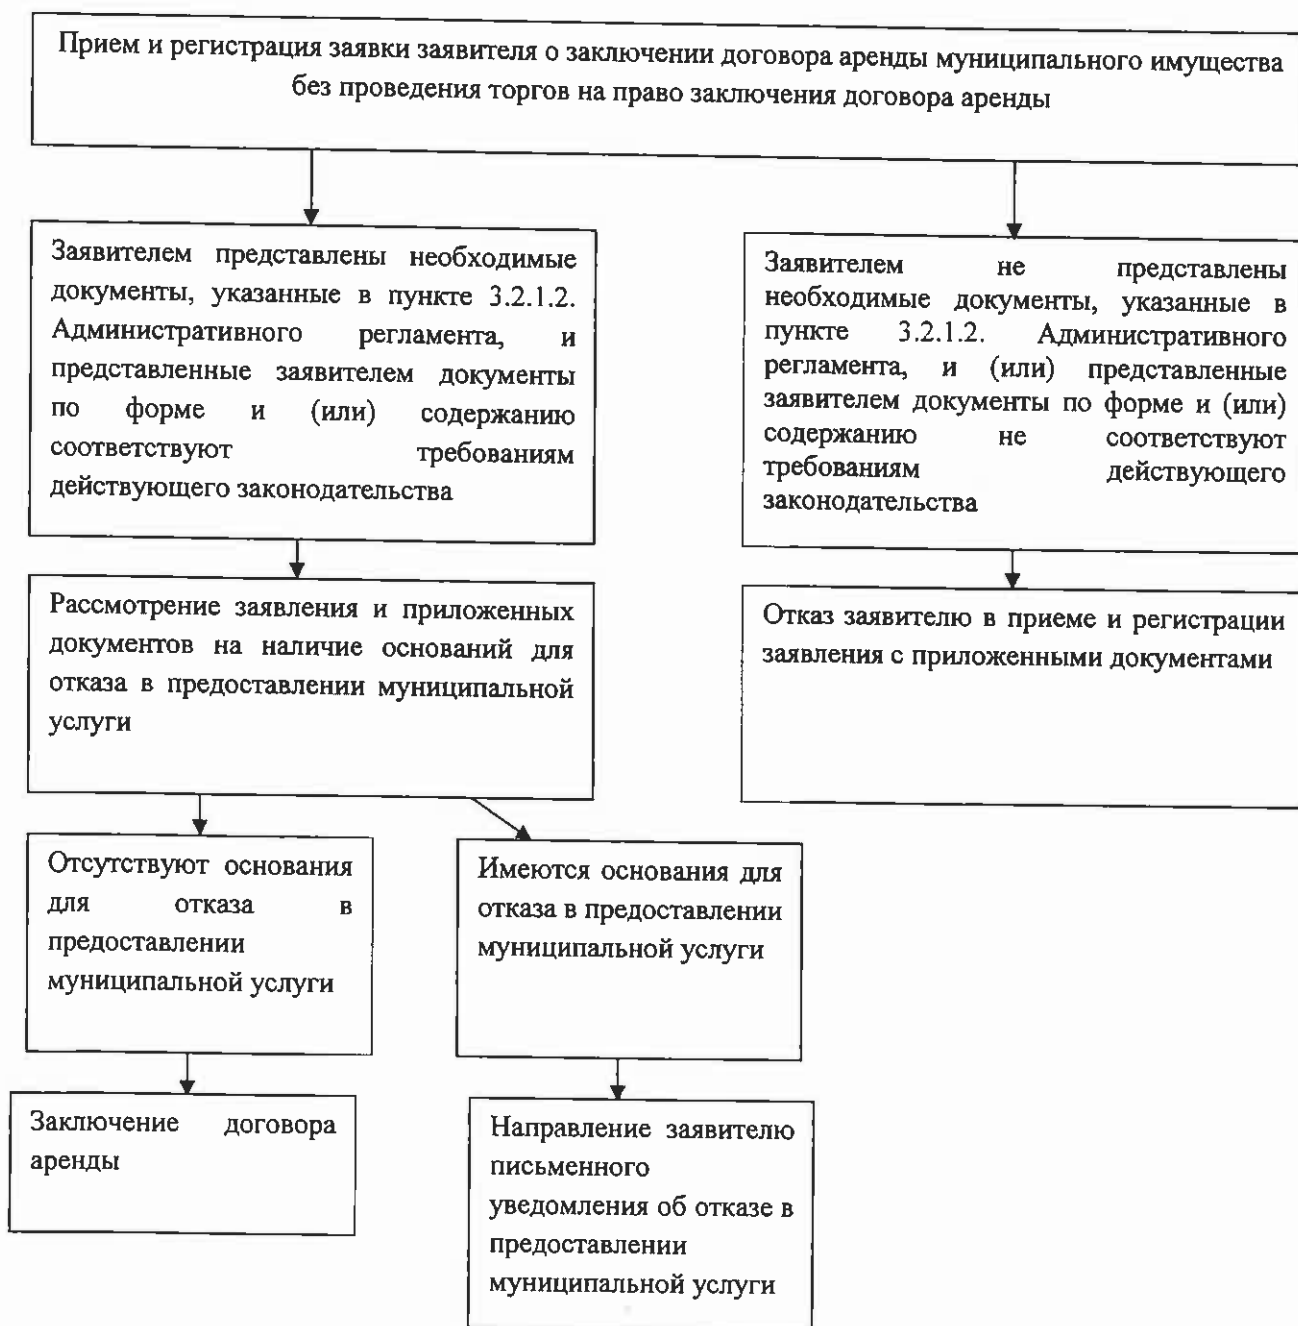 Прием и регистрация заявки заявителя о заключении договора аренды муниципального имущества
без проведения торгов на право заключения договора аренды
Заявителем представлены необходимые
документы, указанные в пункте 3.2.1.2.
Административного регламента, и
представленные заявителем документы
по форме и (или) содержанию
соответствуют требованиям
действующего законодательства
Заявителем не представлены
необходимые документы, указанные в
пункте 3.2.1.2. Административного
регламента, и (или) представленные
заявителем документы по форме и (или)
содержанию не соответствуют
требованиям действующего
законодательства
Рассмотрение заявления и приложенных
документов на наличие оснований для
отказа в предоставлении муниципальной
услуги
Отказ заявителю в приеме и регистрации
заявления с приложенными документами
Отсутствуют основания
для отказа в
предоставлении
муниципальной услуги
Имеются основания для
отказа в предоставлении
муниципальной услуги
Заключение договора
аренды
Направление заявителю
письменного
уведомления об отказе в
предоставлении
муниципальной услуги